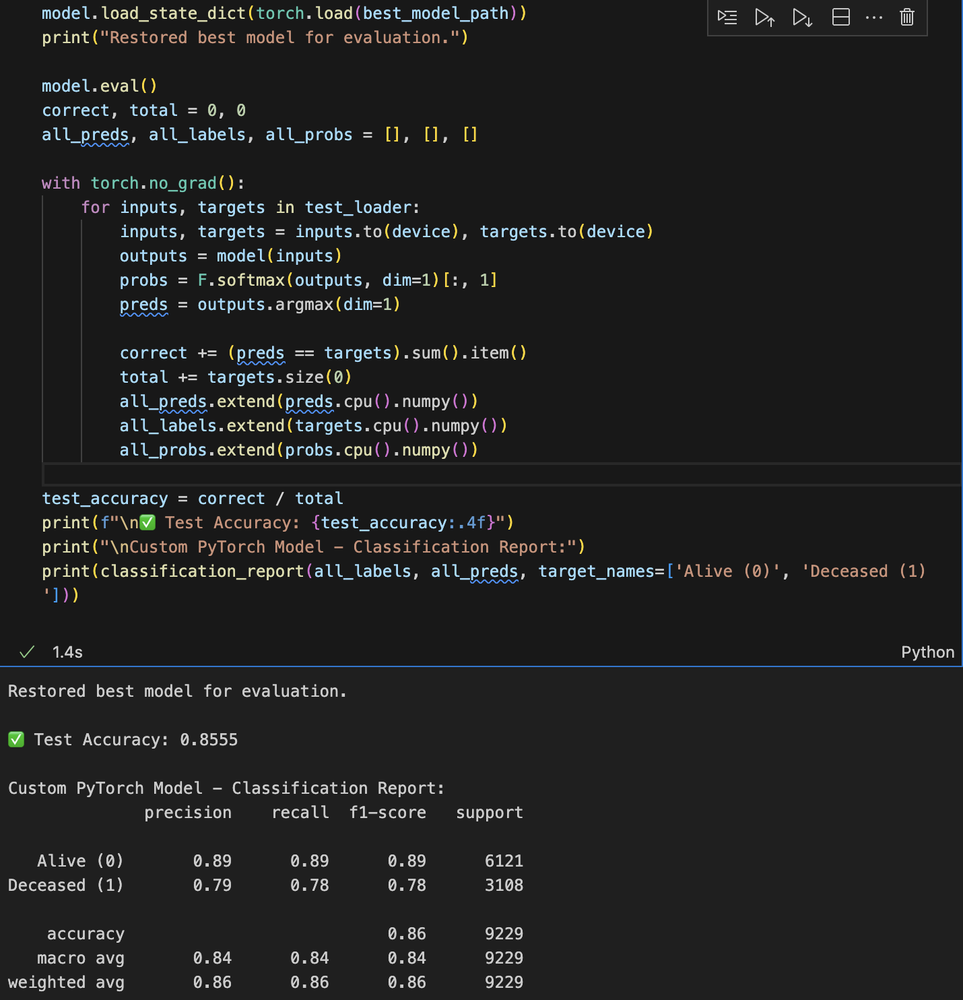 model.load_state_dict(torch.load(best_model_path))
print("Restored best model for evaluation.")
model.eval()
correct, total = 0, 0
all_preds, all_labels, all_probs = [], [], []
with torch.no_grad():
    for inputs, targets in test_loader:
        inputs, targets = inputs.to(device), targets.to(device)
        outputs = model(inputs)
        probs = F.softmax(outputs, dim=1)[:, 1]
        preds = outputs.argmax(dim=1)
        correct += (preds == targets).sum().item()
        total += targets.size(0)
        all_preds.extend(preds.cpu().numpy())
        all_labels.extend(targets.cpu().numpy())
        all_probs.extend(probs.cpu().numpy())
test_accuracy = correct / total
print(f"\n✅ Test Accuracy: {test_accuracy:.4f}")
print("\nCustom PyTorch Model – Classification Report:")
print(classification_report(all_labels, all_preds, target_names=['Alive (0)', 'Deceased (1)
']))
1.4s
Python
Restored best model for evaluation.
✅ Test Accuracy: 0.8555
Custom PyTorch Model – Classification Report:
              precision    recall  f1-score   support
   Alive (0)       0.89      0.89      0.89      6121
Deceased (1)       0.79      0.78      0.78      3108
    accuracy                           0.86      9229
   macro avg       0.84      0.84      0.84      9229
weighted avg       0.86      0.86      0.86      9229